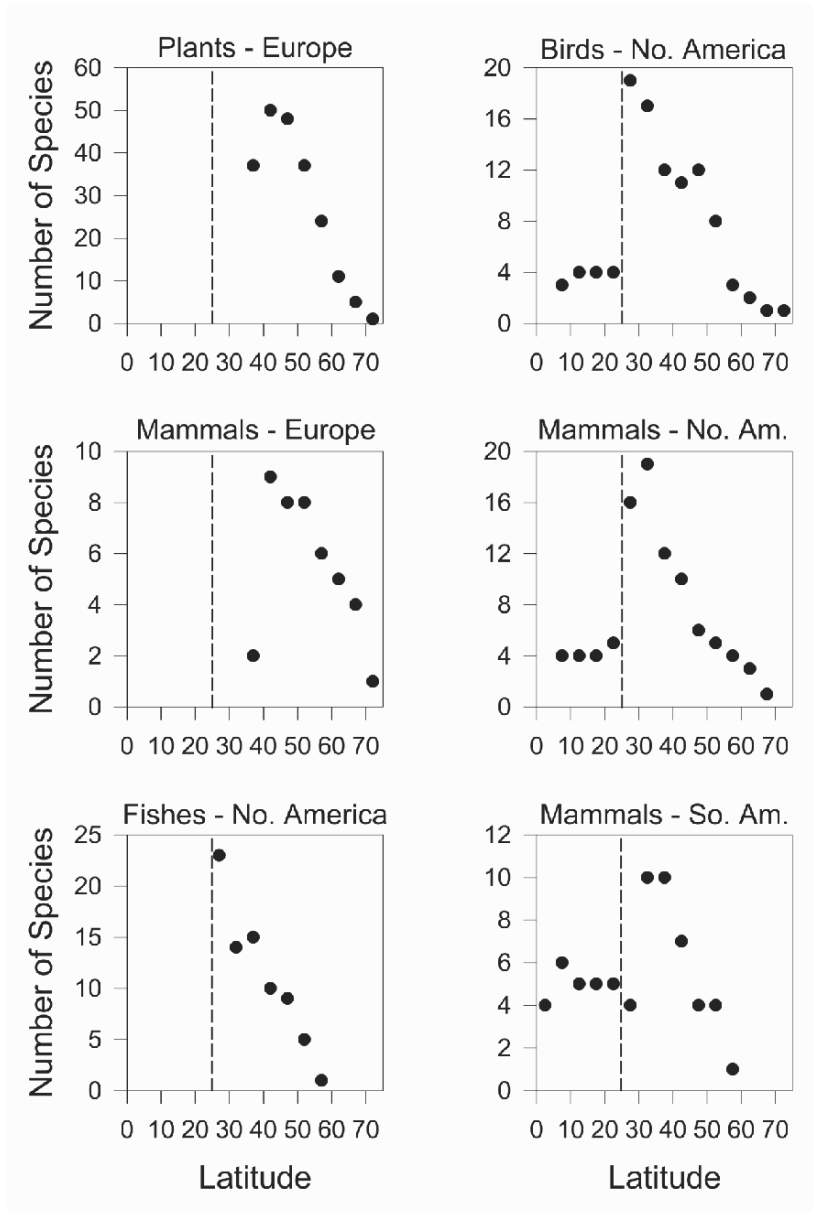 Plants - Europe
Number of Species
60
50
40
30
20
10
0
0 10 20 30 40 50 60 70
Birds - No. America
20
16
12
8
4
0
0 10 20 30 40 50 60 70
Mammals - Europe
Number of Species
10
8
6
4
2
0
0 10 20 30 40 50 60 70
Mammals - No. Am.
20
16
12
8
4
0
0 10 20 30 40 50 60 70
Fishes - No. America
Number of Species
25
20
15
10
5
0
0 10 20 30 40 50 60 70
Latitude
Mammals - So. Am.
12
10
8
6
4
2
0
0 10 20 30 40 50 60 70
Latitude